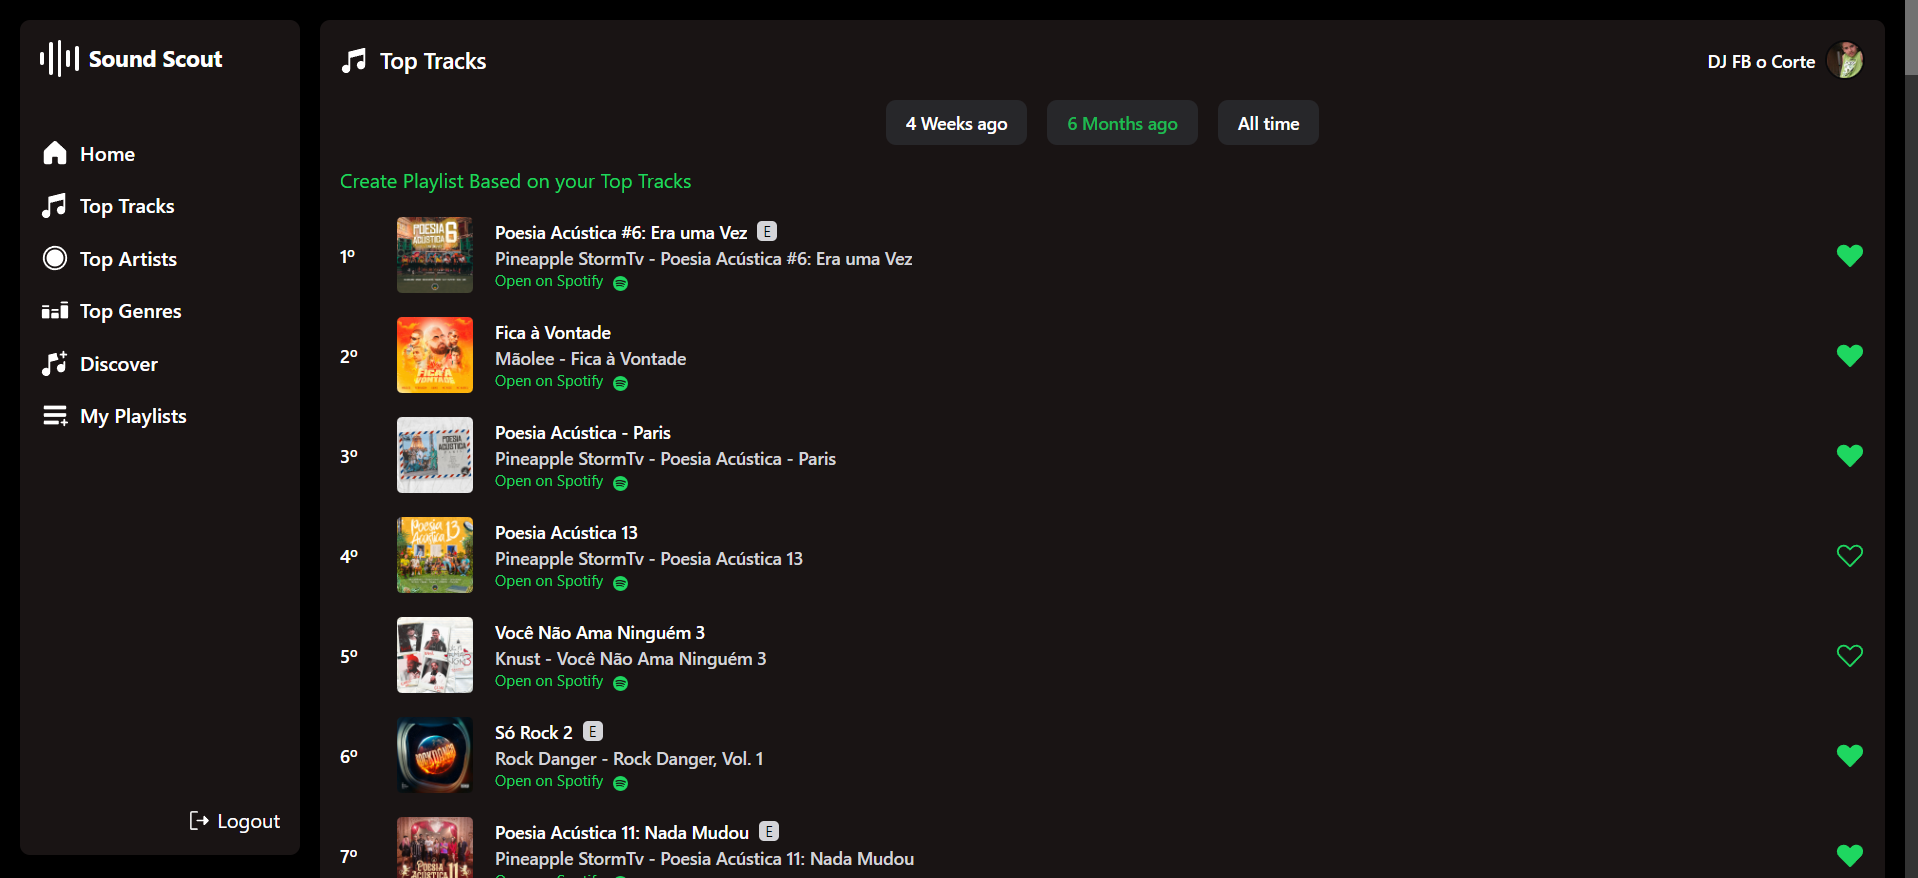 Sound Scout
Home
Top Tracks
Top Artists
Top Genres
Discover
My Playlists
Logout
Top Tracks
DJ FB o Corte
4 Weeks ago
6 Months ago
All time
Create Playlist Based on your Top Tracks
1º
POESIA
ACÚSTICA 6
Poesia Acústica #6: Era uma Vez E
Pineapple StormTv - Poesia Acústica #6: Era uma Vez
Open on Spotify
2º
FICA À
VONTADE
Fica à Vontade
Mãolee - Fica à Vontade
Open on Spotify
3º
POESIA
ACÚSTICA
Poesia Acústica - Paris
Pineapple StormTv - Poesia Acústica - Paris
Open on Spotify
4º
Poesia 13
Acústica
Poesia Acústica 13
Pineapple StormTv - Poesia Acústica 13
Open on Spotify
5º
Você Não Ama Ninguém 3
Knust - Você Não Ama Ninguém 3
Open on Spotify
6º
ROCK DANGER
Só Rock 2 E
Rock Danger - Rock Danger, Vol. 1
Open on Spotify
7º
POESIA
ACÚSTICA 11
Poesia Acústica 11: Nada Mudou E
Pineapple StormTv - Poesia Acústica 11: Nada Mudou